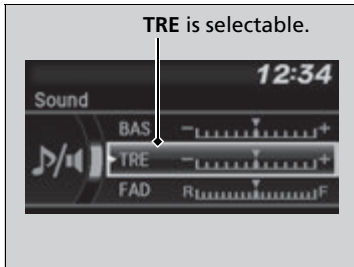 TRE is selectable.
12:34
Sound
BAS - +
TRE - +
FAD R F